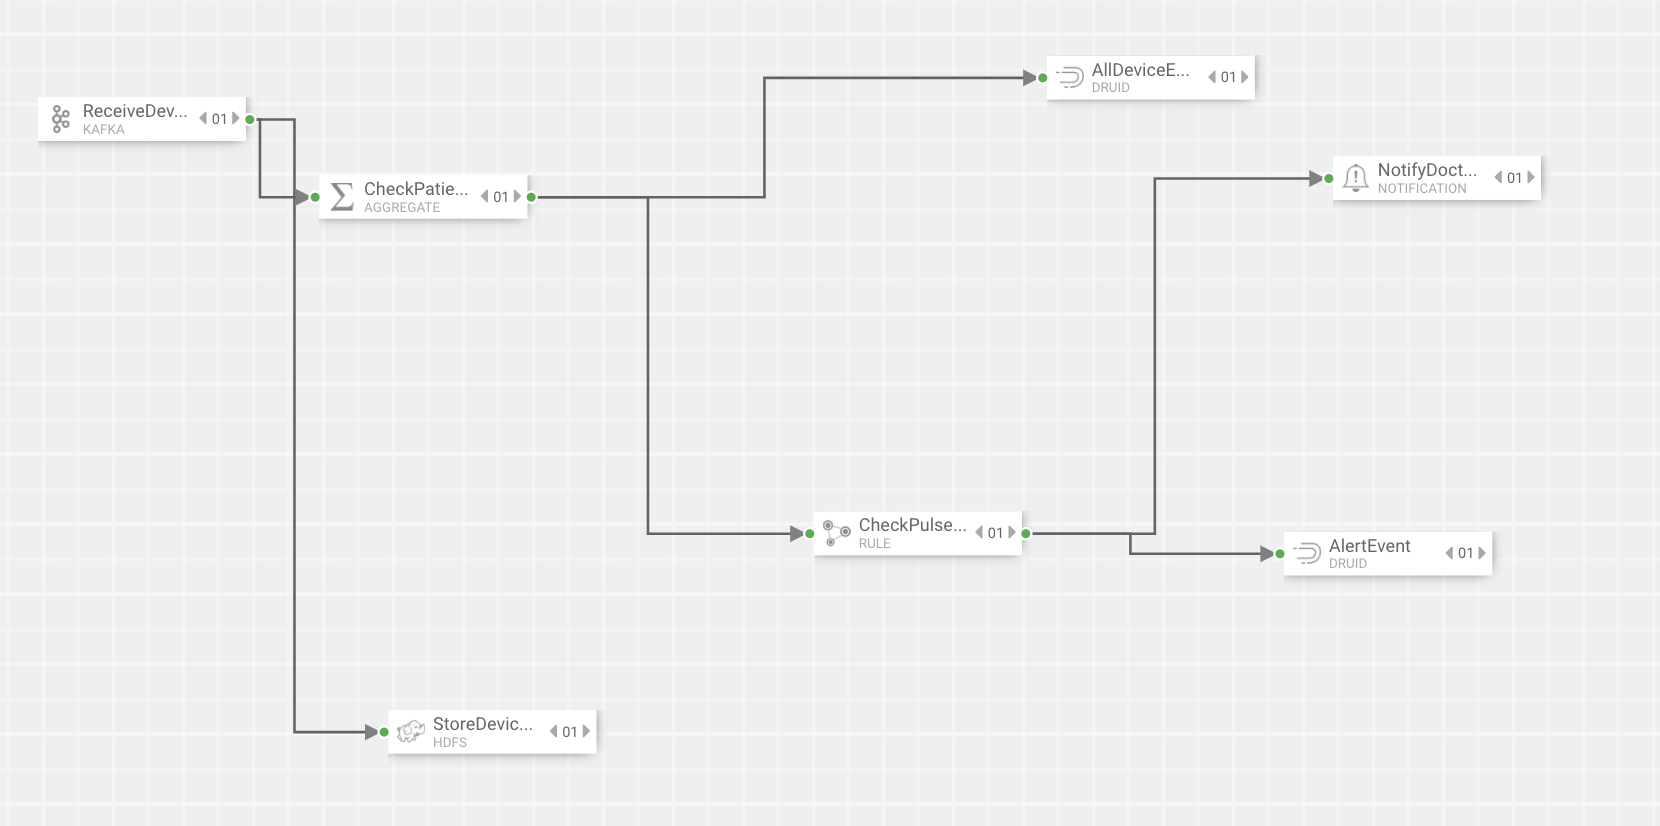 ReceiveDev...
KAFKA
01
CheckPatie...
AGGREGATE
01
AllDeviceE...
DRUID
01
NotifyDoct...
NOTIFICATION
01
CheckPulse...
RULE
01
AlertEvent
DRUID
01
StoreDevic...
HDFS
01